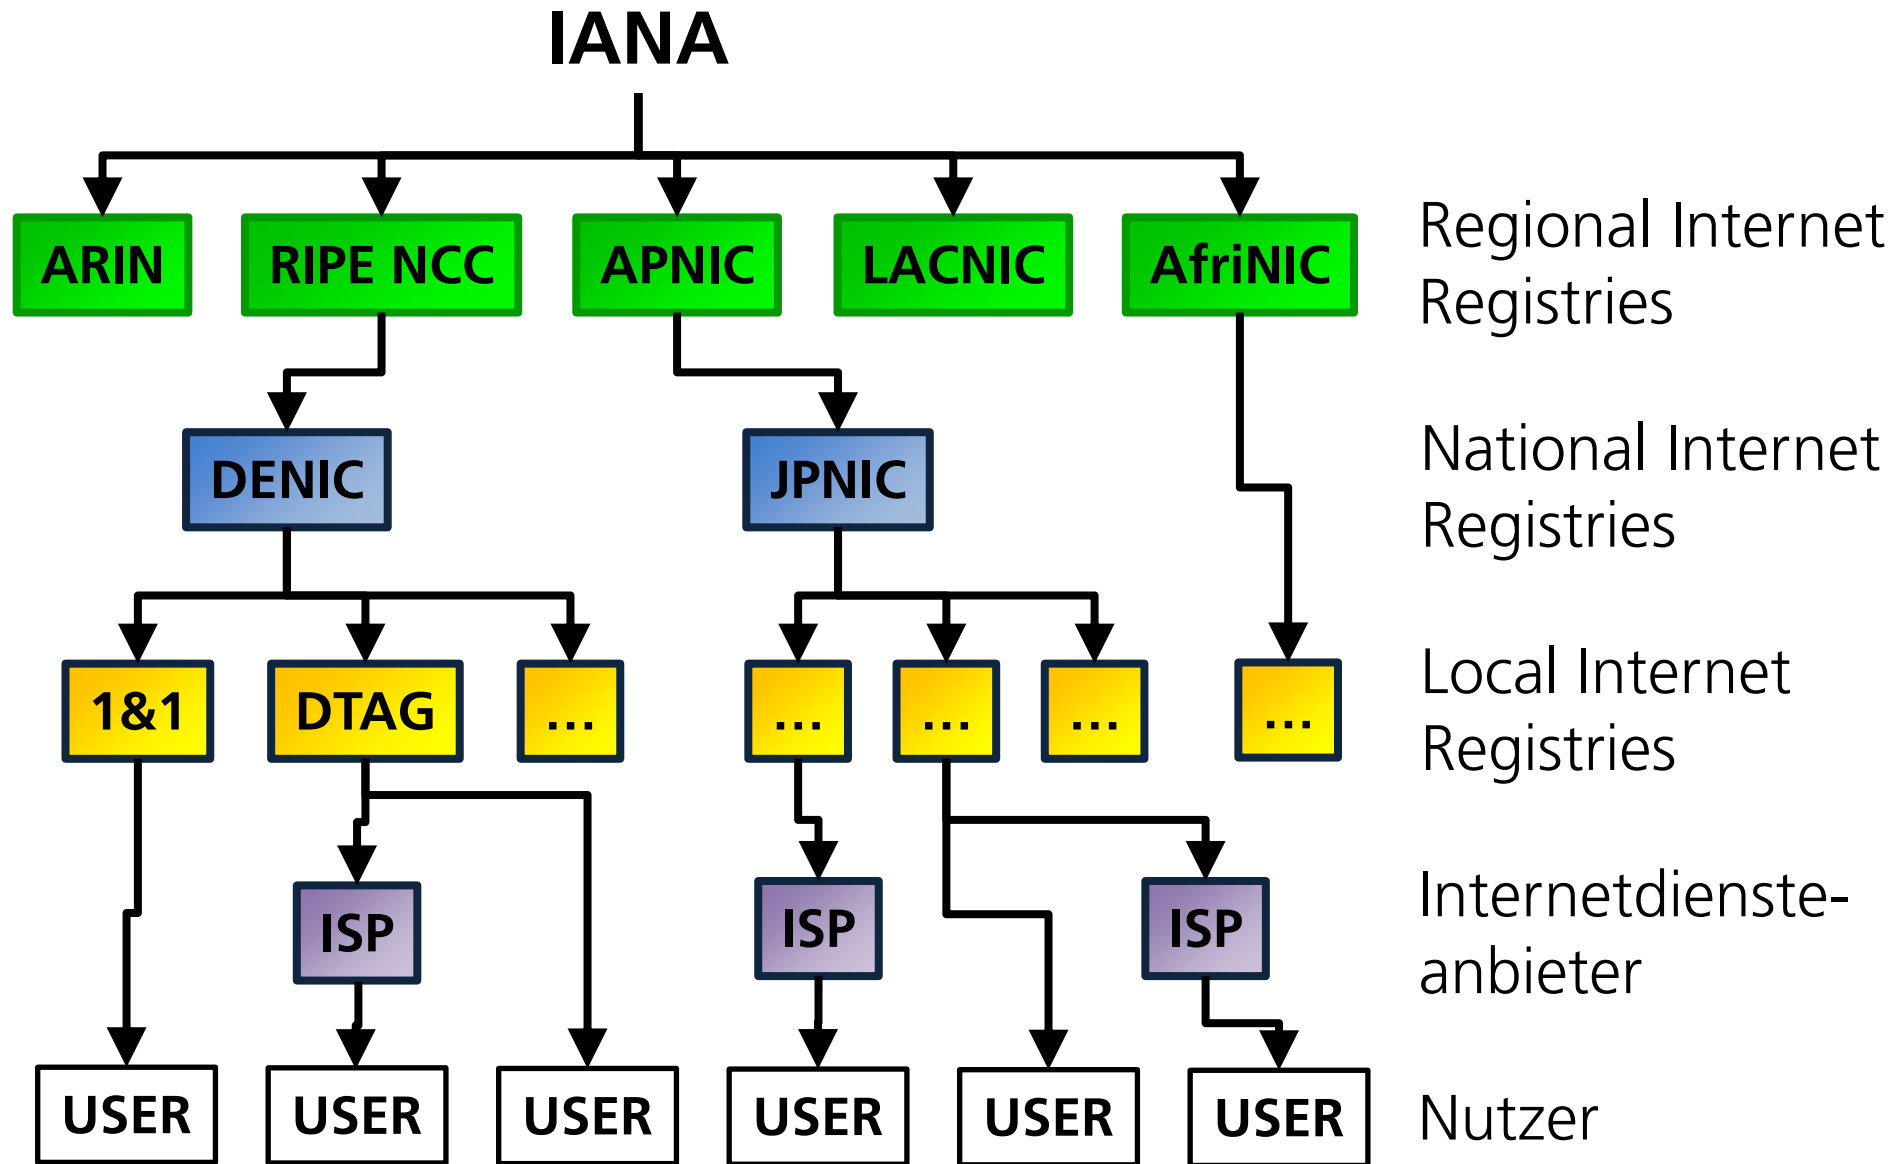 IANA
ARIN
RIPE NCC
APNIC
LACNIC
AfriNIC
Regional Internet
Registries
DENIC
JPNIC
National Internet
Registries
1&1
DTAG
...
...
...
...
...
Local Internet
Registries
ISP
ISP
ISP
Internetdienste-
anbieter
USER
USER
USER
USER
USER
USER
Nutzer